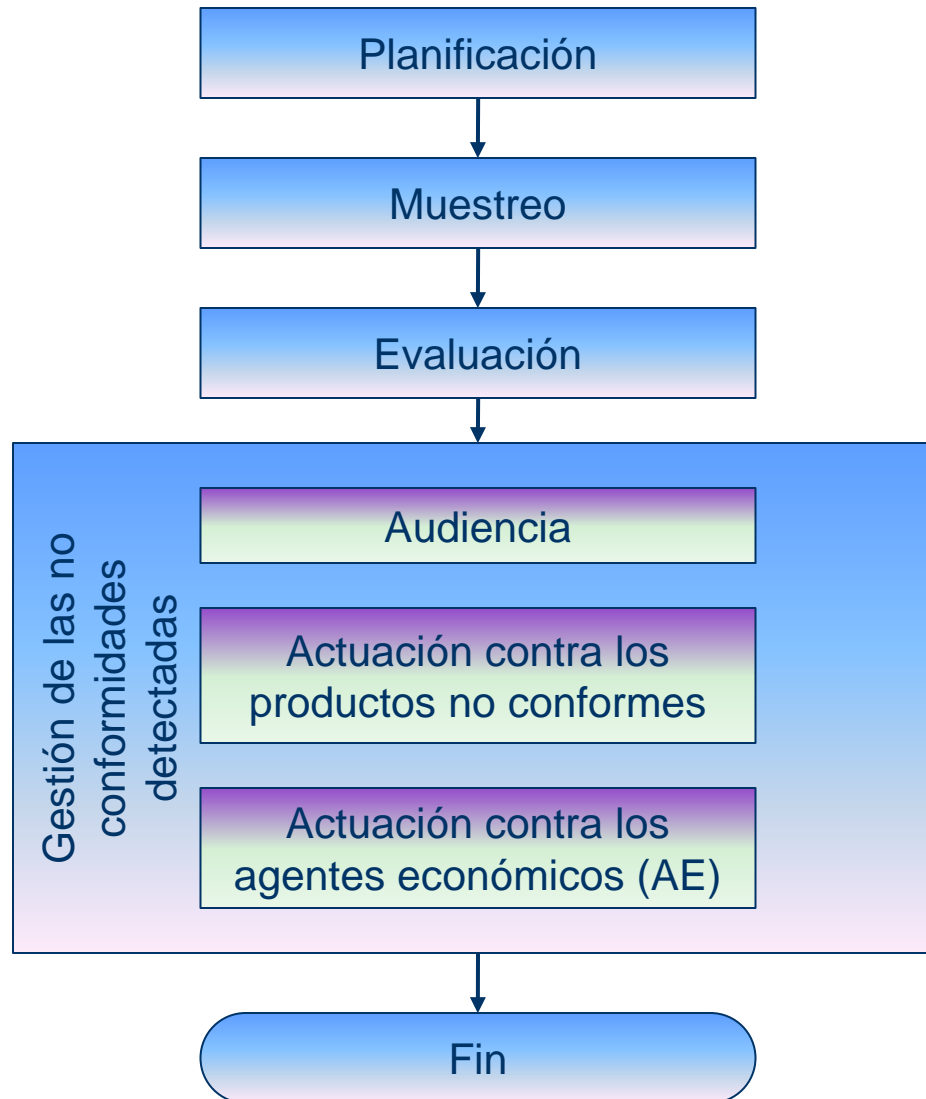 Planificación
Muestreo
Evaluación
Gestión de las no
conformidades
detectadas
Audiencia
Actuación contra los
productos no conformes
Actuación contra los
agentes económicos (AE)
Fin